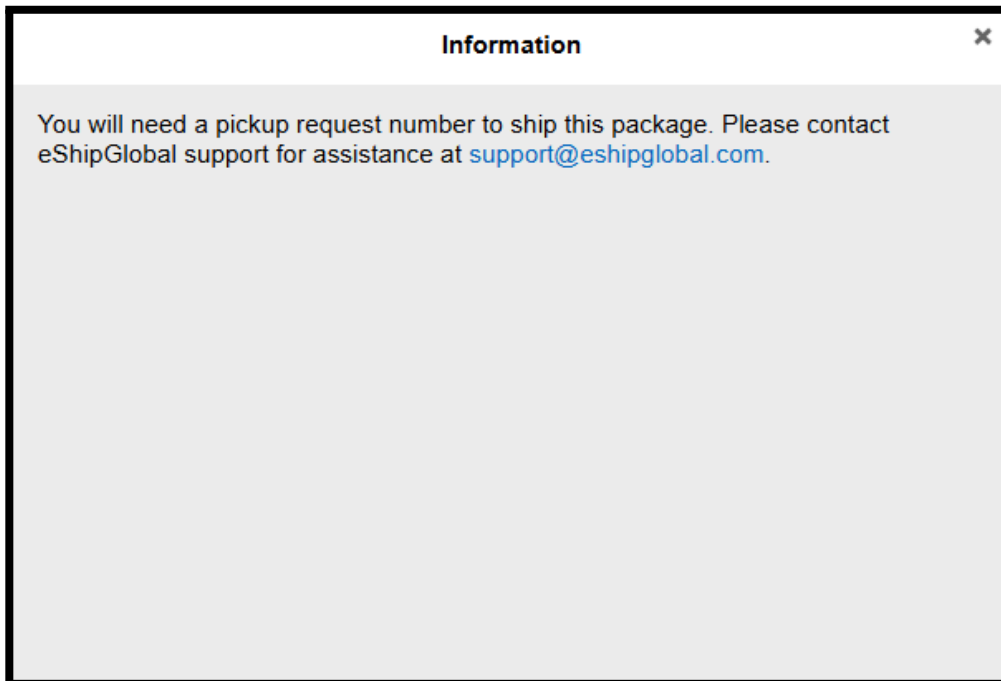 Information
You will need a pickup request number to ship this package. Please contact
eShipGlobal support for assistance at support@eshipglobal.com.